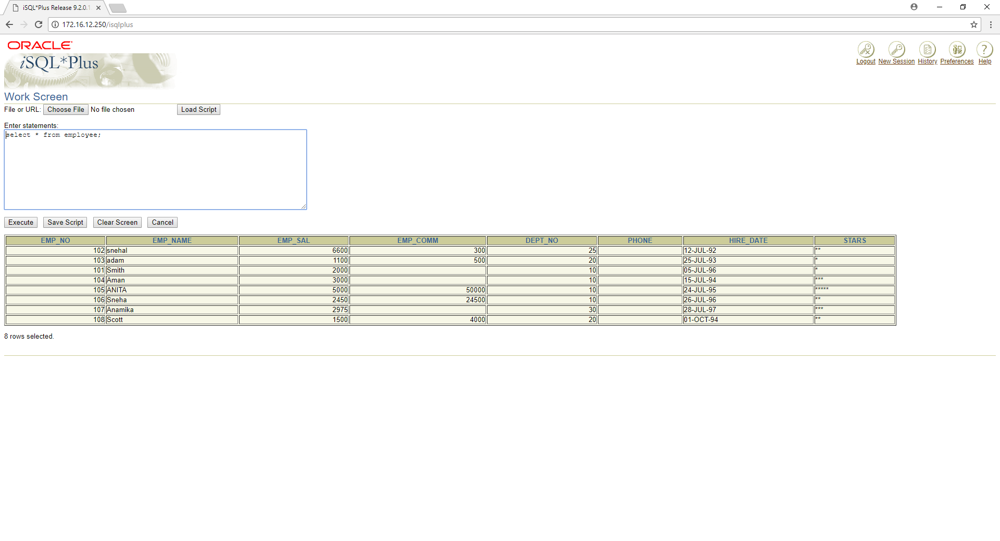 iSQL*Plus Release 9.2.0.1
172.16.12.250/isqlplus
ORACLE
iSQL*Plus
Logout New Session History Preferences Help
Work Screen
File or URL: Choose File No file chosen Load Script
Enter statements:
select * from employee;
Execute Save Script Clear Screen Cancel
EMP_NO EMP_NAME EMP_SAL EMP_COMM DEPT_NO PHONE HIRE_DATE STARS
102 snehal 6600 300 25 12-JUL-92 **
103 adam 1100 500 20 25-JUL-93 *
101 Smith 2000 10 05-JUL-96 *
104 Aman 3000 10 15-JUL-94 ***
105 ANITA 5000 50000 10 24-JUL-95 *****
106 Sneha 2450 24500 10 26-JUL-96 **
107 Anamika 2975 30 28-JUL-97 ***
108 Scott 1500 4000 20 01-OCT-94 **
8 rows selected.